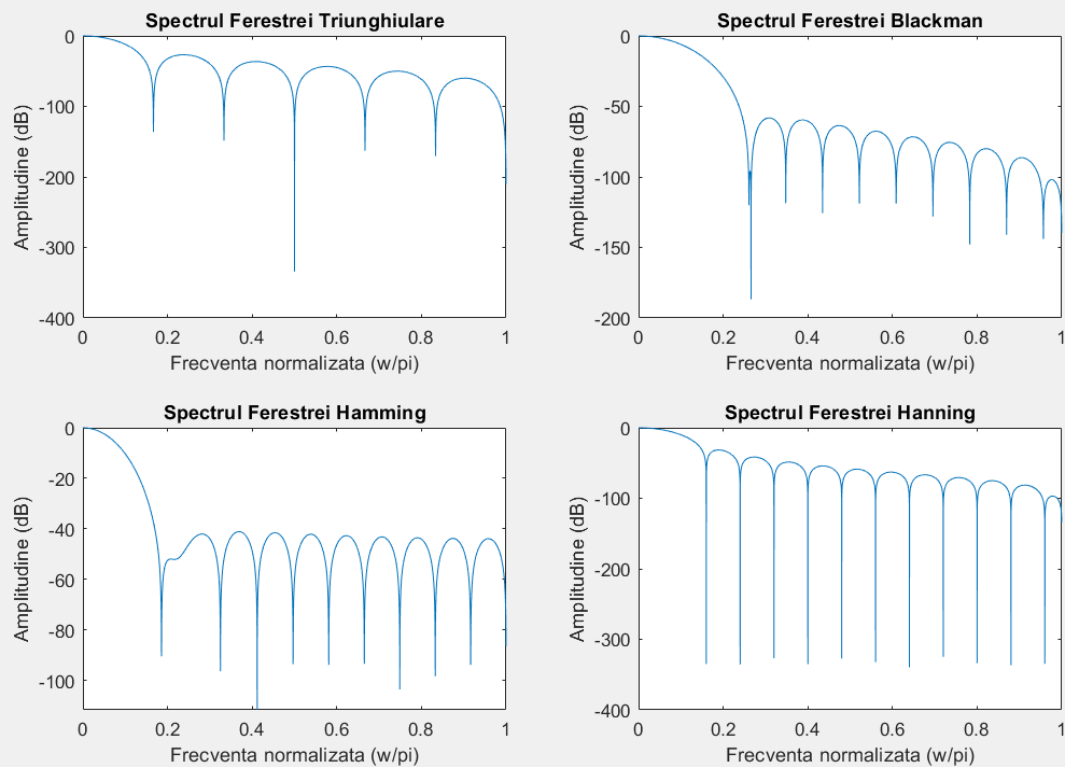 Spectrul Ferestrei Triunghiulare
0
-100
-200
-300
-400
Amplitudine (dB)
0 0.2 0.4 0.6 0.8 1
Frecventa normalizata (w/pi)
Spectrul Ferestrei Blackman
0
-50
-100
-150
-200
Amplitudine (dB)
0 0.2 0.4 0.6 0.8 1
Frecventa normalizata (w/pi)
Spectrul Ferestrei Hamming
0
-20
-40
-60
-80
-100
Amplitudine (dB)
0 0.2 0.4 0.6 0.8 1
Frecventa normalizata (w/pi)
Spectrul Ferestrei Hanning
0
-100
-200
-300
-400
Amplitudine (dB)
0 0.2 0.4 0.6 0.8 1
Frecventa normalizata (w/pi)